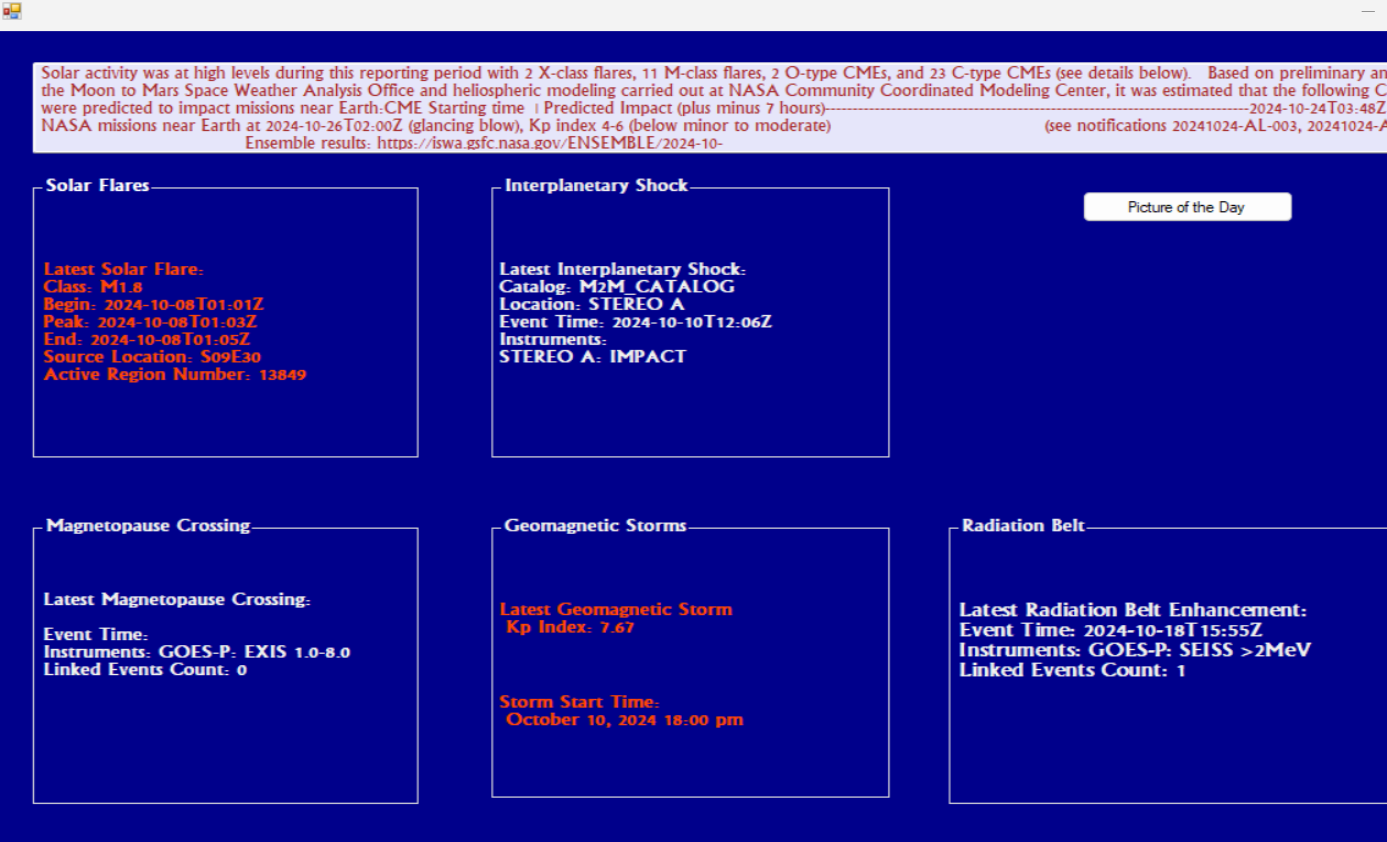 Solar activity was at high levels during this reporting period with 2 X-class flares, 11 M-class flares, 2 O-type CMEs, and 23 C-type CMEs (see details below). Based on preliminary an
the Moon to Mars Space Weather Analysis Office and heliospheric modeling carried out at NASA Community Coordinated Modeling Center, it was estimated that the following C
were predicted to impact missions near Earth:CME Starting time | Predicted Impact (plus minus 7 hours)--------------------------------------------------------------------------------2024-10-24T03:48Z
NASA missions near Earth at 2024-10-26T02:00Z (glancing blow), Kp index 4-6 (below minor to moderate) (see notifications 20241024-AL-003, 20241024-A
Ensemble results: https://iswa.gsfc.nasa.gov/ENSEMBLE/2024-10-
Solar Flares
Latest Solar Flare:
Class: M1.8
Begin: 2024-10-08T01:01Z
Peak: 2024-10-08T01:03Z
End: 2024-10-08T01:05Z
Source Location: S09E30
Active Region Number: 13849
Interplanetary Shock
Latest Interplanetary Shock:
Catalog: M2M_CATALOG
Location: STEREO A
Event Time: 2024-10-10T12:06Z
Instruments:
STEREO A: IMPACT
Picture of the Day
Magnetopause Crossing
Latest Magnetopause Crossing:
Event Time:
Instruments: GOES-P: EXIS 1.0-8.0
Linked Events Count: 0
Geomagnetic Storms
Latest Geomagnetic Storm
Kp Index: 7.67
Storm Start Time:
October 10, 2024 18:00 pm
Radiation Belt
Latest Radiation Belt Enhancement:
Event Time: 2024-10-18T15:55Z
Instruments: GOES-P: SEISS >2MeV
Linked Events Count: 1